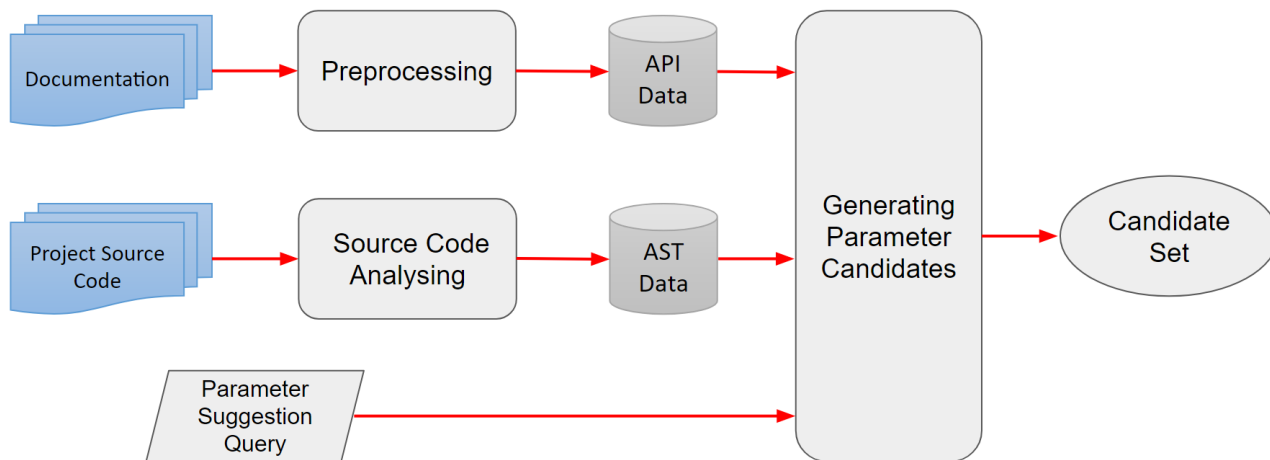 Documentation
Preprocessing
API
Data
Project Source
Code
Source Code
Analysing
AST
Data
Parameter
Suggestion
Query
Generating
Parameter
Candidates
Candidate
Set